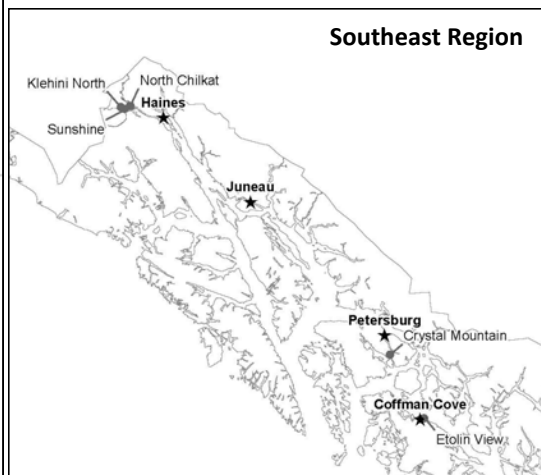 Southeast Region
Klehini North
North Chilkat
Haines
Sunshine
Juneau
Petersburg
Crystal Mountain
Coffman Cove
Etolin View